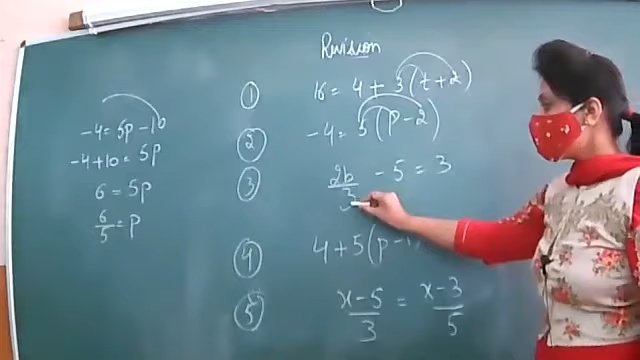 Revision
① 16 = 4 + 3(t+2)
② -4 = 5(p-2)
③ 2b/3 - 5 = 3
④ 4+5(p-1)
⑤ x-5/3 = x-3/5
-4 = 5p - 10
-4+10 = 5p
6 = 5p
6/5 = p